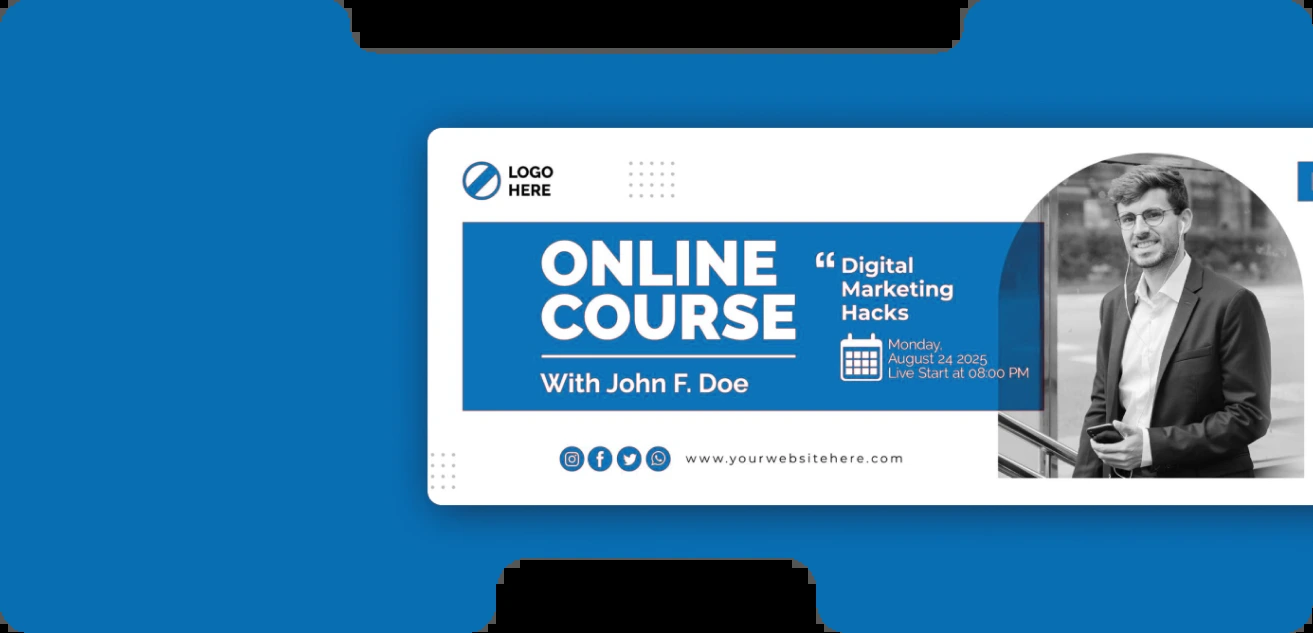 LOGO
HERE
ONLINE
COURSE
With John F. Doe
“ Digital
Marketing
Hacks
Monday,
August 24 2025
Live Start at 08:00 PM
www.yourwebsitehere.com